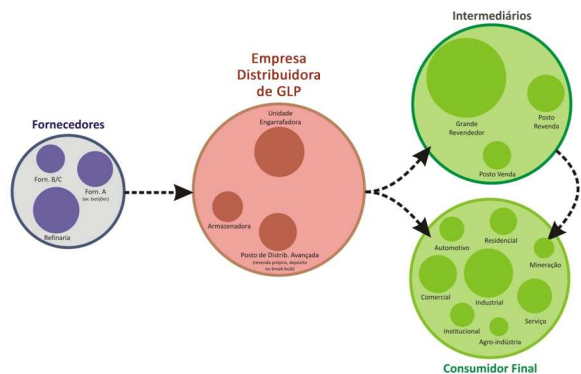 Fornecedores
Forn. B/C
Forn. A
(ex. botijões)
Refinaria
Empresa
Distribuidora
de GLP
Unidade
Engarrafadora
Armazenadora
Posto de Distrib. Avançada
(revenda própria, depósito
ou break-bulk)
Intermediários
Grande
Revendedor
Posto
Revenda
Posto Venda
Automotivo
Residencial
Mineração
Comercial
Industrial
Serviço
Institucional
Agro-indústria
Consumidor Final